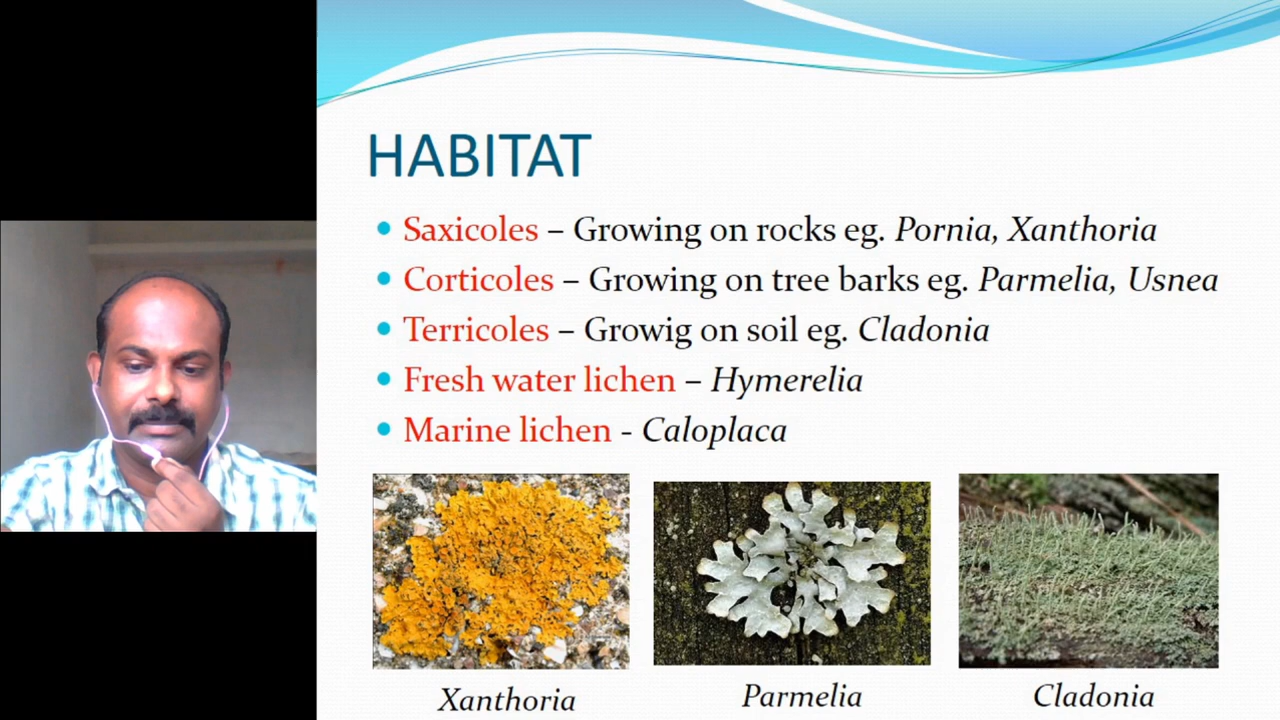 HABITAT
Saxicoles – Growing on rocks eg. Pornia, Xanthoria
Corticoles – Growing on tree barks eg. Parmelia, Usnea
Terricoles – Growig on soil eg. Cladonia
Fresh water lichen – Hymerelia
Marine lichen - Caloplaca
Xanthoria
Parmelia
Cladonia